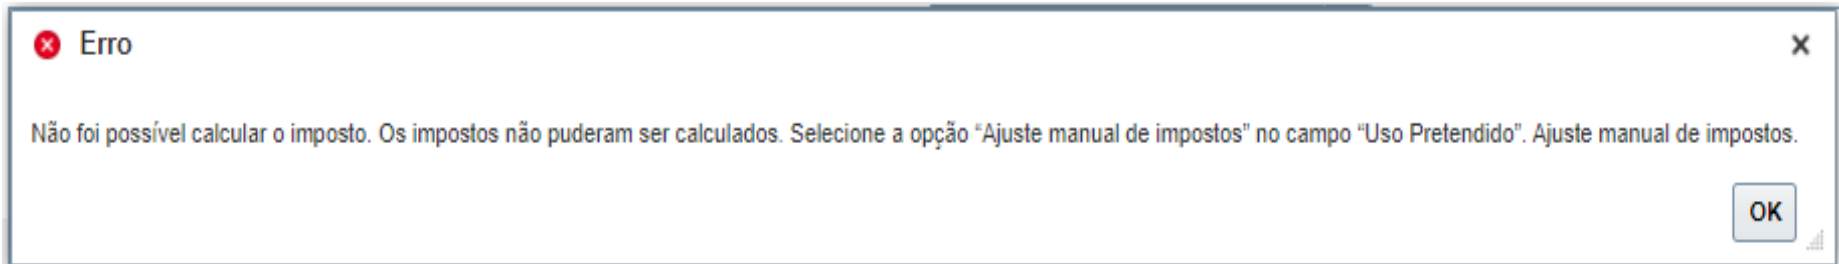 Erro
Não foi possível calcular o imposto. Os impostos não puderam ser calculados. Selecione a opção “Ajuste manual de impostos” no campo “Uso Pretendido”. Ajuste manual de impostos.
OK